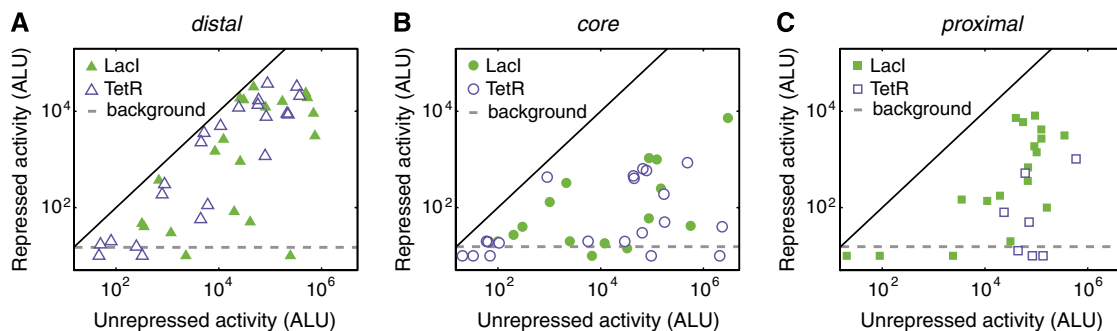 A
distal
Repressed activity (ALU)
LacI
TetR
background
10^4
10^2
10^2
10^4
10^6
Unrepressed activity (ALU)
B
core
Repressed activity (ALU)
LacI
TetR
background
10^4
10^2
10^2
10^4
10^6
Unrepressed activity (ALU)
C
proximal
Repressed activity (ALU)
LacI
TetR
background
10^4
10^2
10^2
10^4
10^6
Unrepressed activity (ALU)